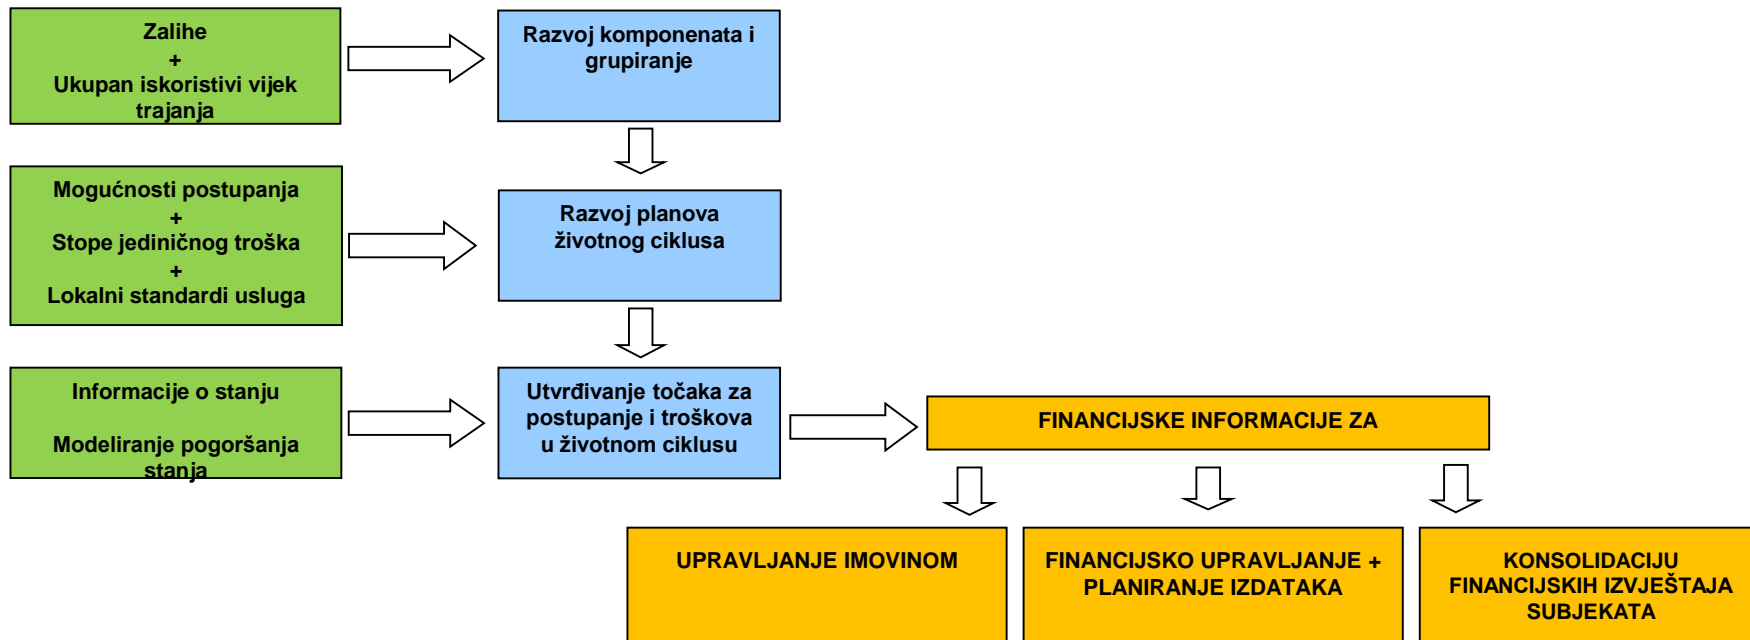 Zalihe
+
Ukupan iskoristivi vijek
trajanja
Razvoj komponenata i
grupiranje
Mogućnosti postupanja
+
Stope jediničnog troška
+
Lokalni standardi usluga
Razvoj planova
životnog ciklusa
Informacije o stanju
Modeliranje pogoršanja
stanja
Utvrđivanje točaka za
postupanje i troškova
u životnom ciklusu
FINANCIJSKE INFORMACIJE ZA
UPRAVLJANJE IMOVINOM
FINANCIJSKO UPRAVLJANJE +
PLANIRANJE IZDATAKA
KONSOLIDACIJU
FINANCIJSKIH IZVJEŠTAJA
SUBJEKATA